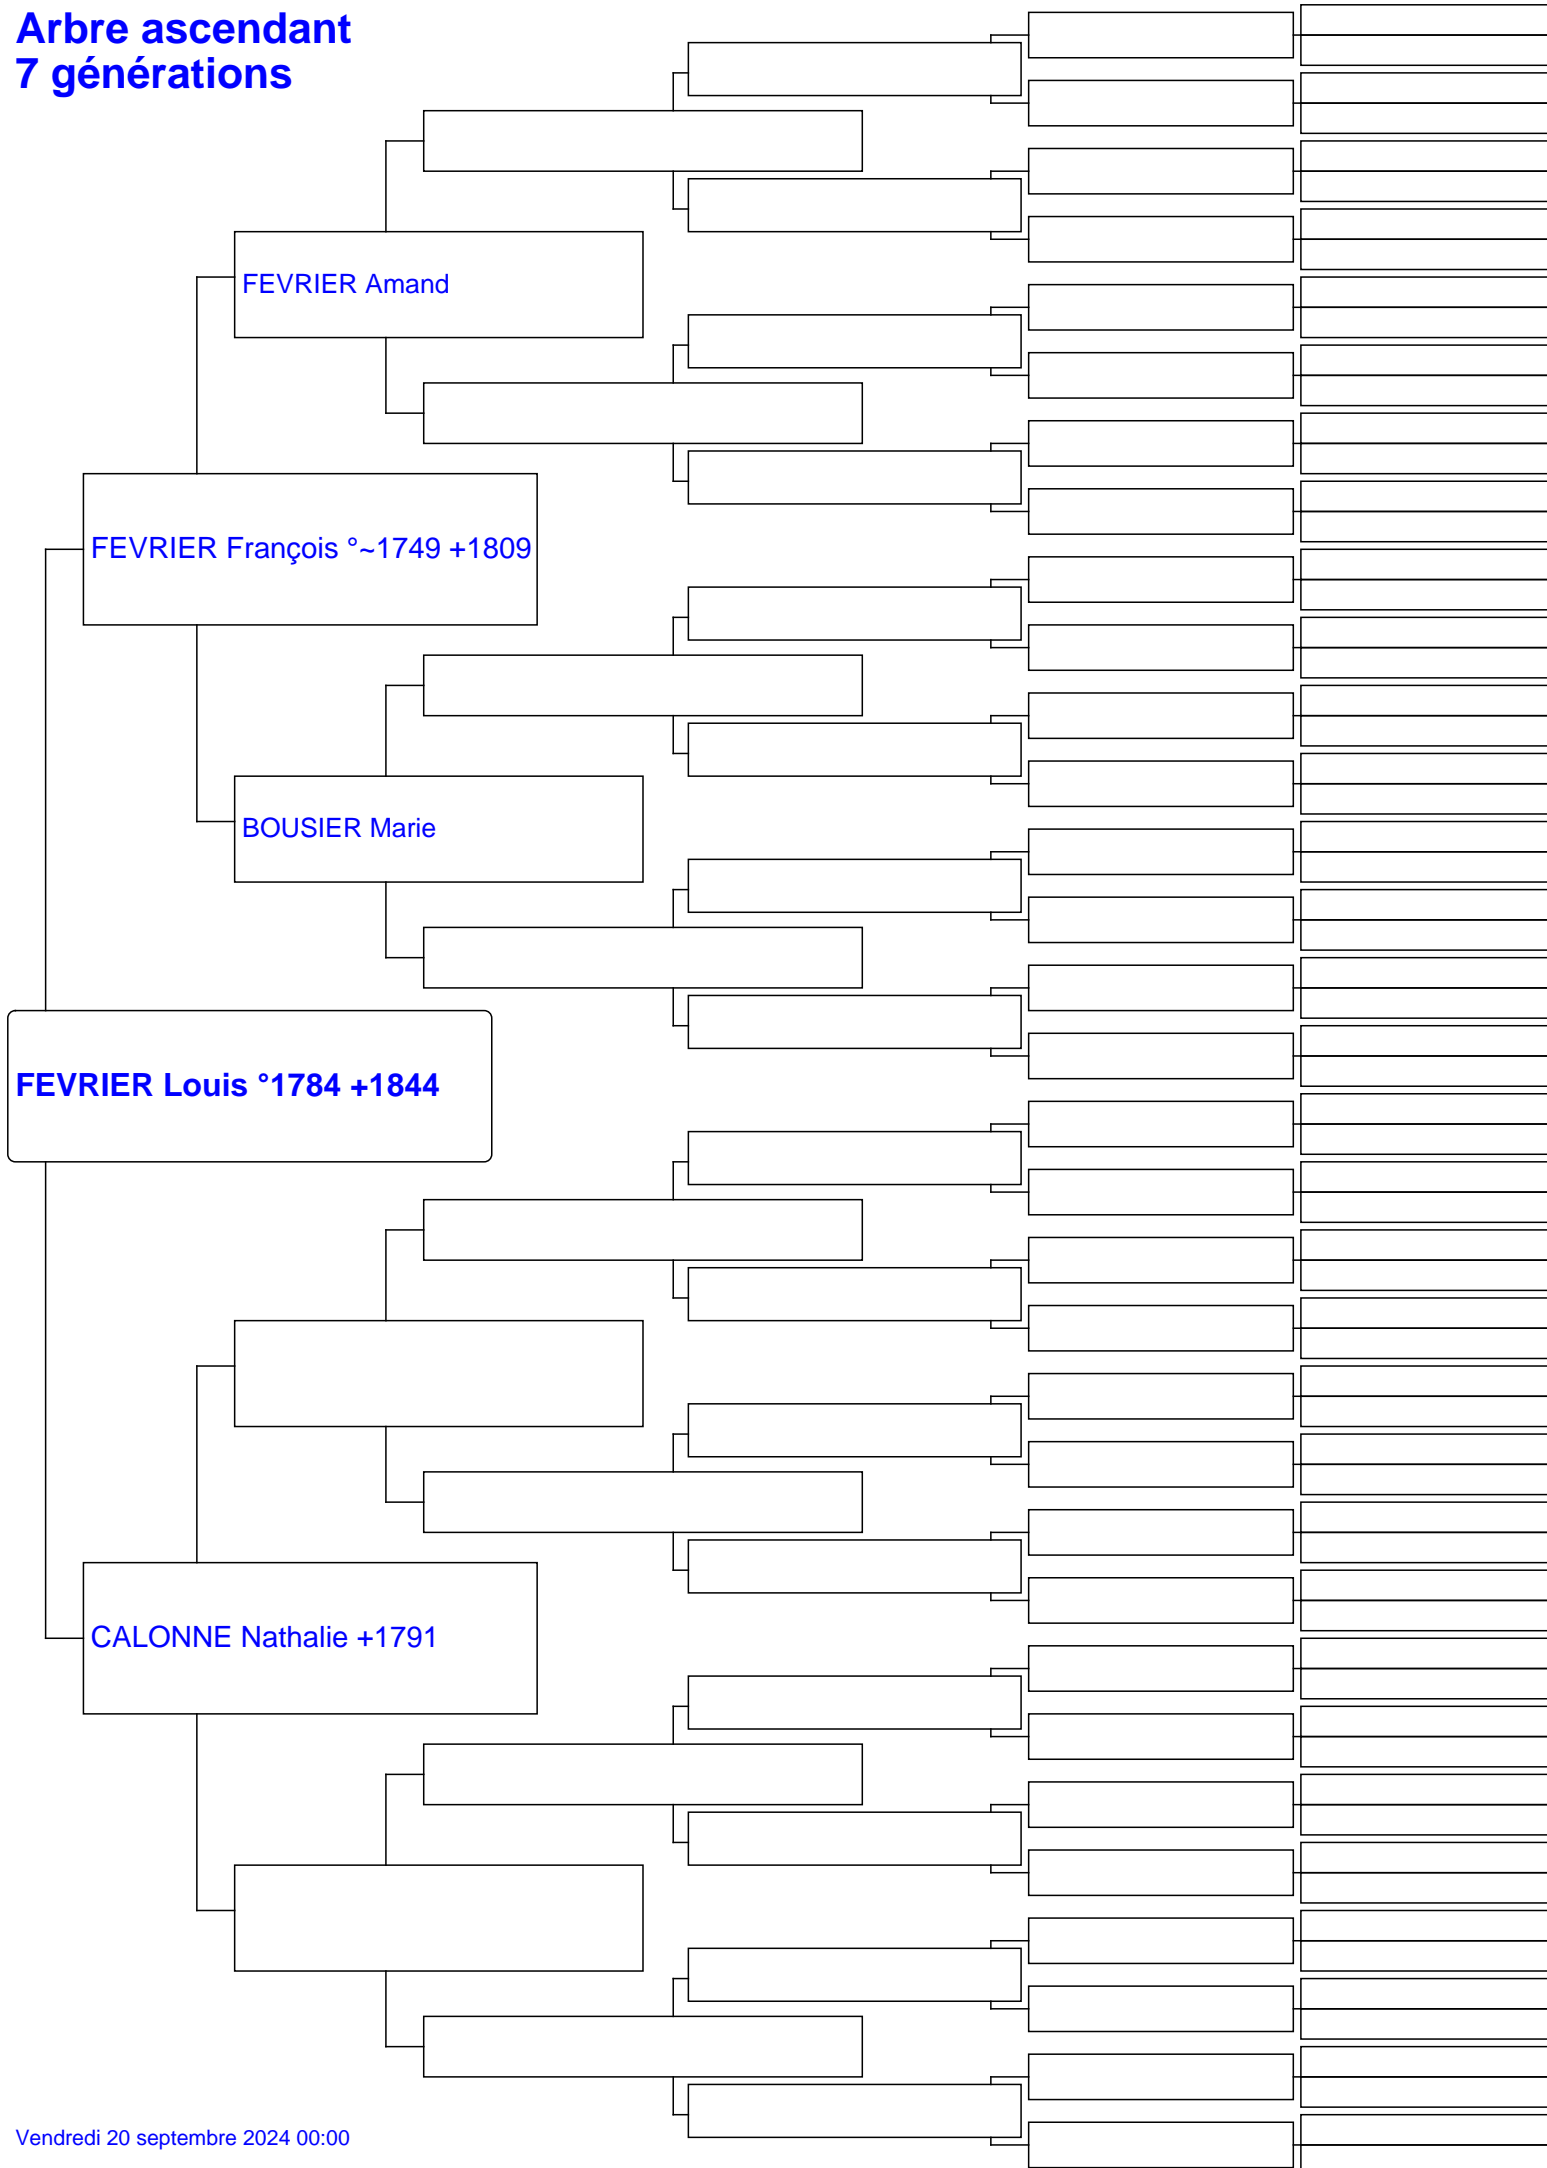 Arbre ascendant
7 générations
FEVRIER Amand
FEVRIER François °~1749 +1809
BOUSIER Marie
FEVRIER Louis °1784 +1844
CALONNE Nathalie +1791
Vendredi 20 septembre 2024 00:00